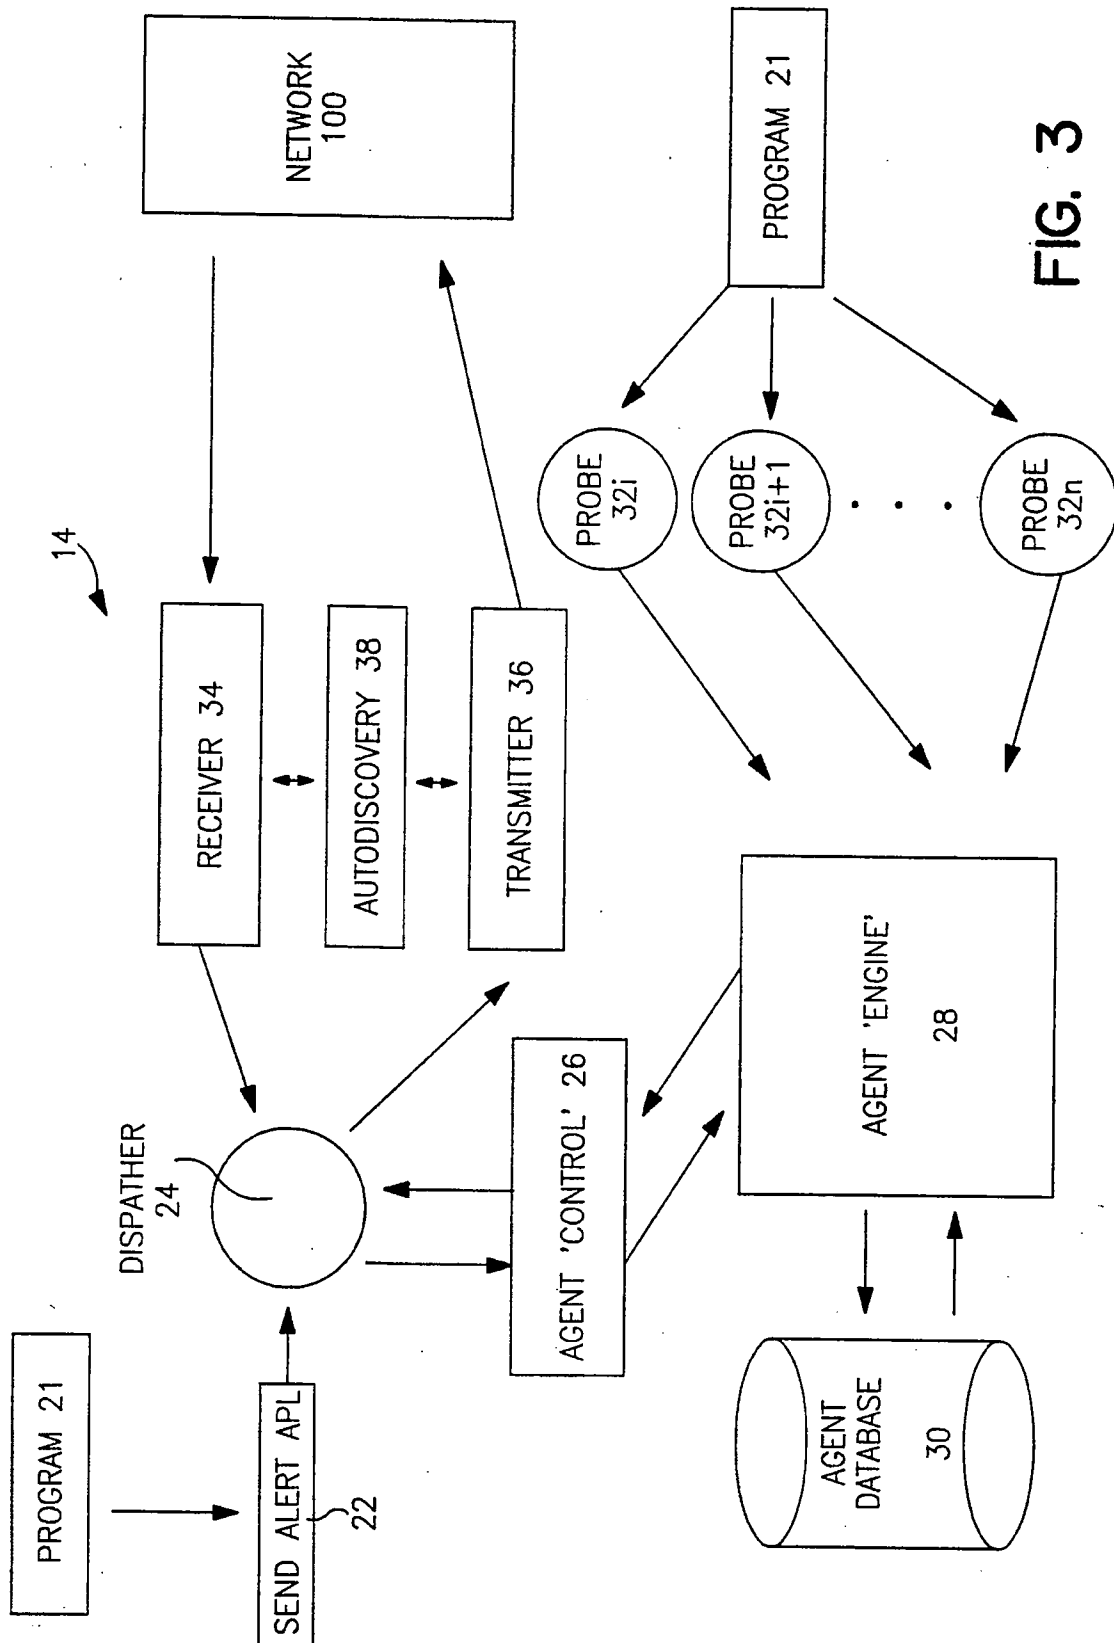 PROGRAM 21
SEND ALERT APL
22
DISPATHER
24
14
RECEIVER 34
AUTODISCOVERY 38
TRANSMITTER 36
NETWORK
100
AGENT 'CONTROL' 26
AGENT
DATABASE
30
AGENT 'ENGINE'
28
PROBE
32i
PROBE
32i+1
. . .
PROBE
32n
PROGRAM 21
FIG. 3